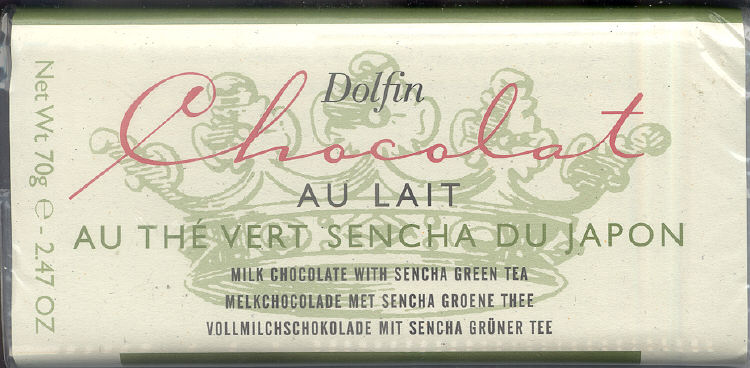 Dolfin
Chocolat
AU LAIT
AU THÉ VERT SENCHA DU JAPON
MILK CHOCOLATE WITH SENCHA GREEN TEA
MELKCHOCOLADE MET SENCHA GROENE THEE
VOLLMILCHSCHOKOLADE MIT SENCHA GRÜNER TEE
Net Wt 70g ℮ - 2.47 OZ